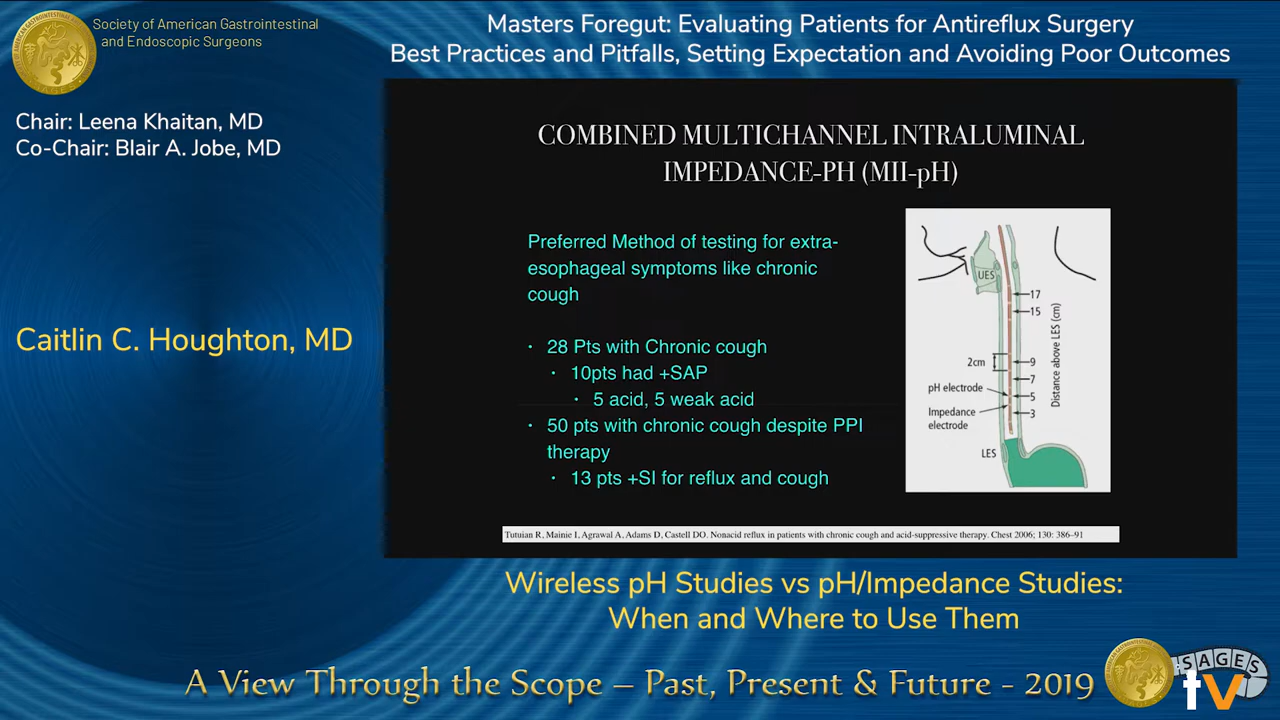 Society of American Gastrointestinal
and Endoscopic Surgeons
Masters Foregut: Evaluating Patients for Antireflux Surgery
Best Practices and Pitfalls, Setting Expectation and Avoiding Poor Outcomes
Chair: Leena Khaitan, MD
Co-Chair: Blair A. Jobe, MD
Caitlin C. Houghton, MD
COMBINED MULTICHANNEL INTRALUMINAL
IMPEDANCE-PH (MII-pH)
Preferred Method of testing for extra-
esophageal symptoms like chronic
cough
· 28 Pts with Chronic cough
· 10pts had +SAP
· 5 acid, 5 weak acid
· 50 pts with chronic cough despite PPI
therapy
· 13 pts +SI for reflux and cough
UES
17
15
2cm
9
7
pH electrode
5
Impedance
electrode
3
LES
Distance above LES (cm)
Tutuian R, Mainie I, Agrawal A, Adams D, Castell DO. Nonacid reflux in patients with chronic cough and acid-suppressive therapy. Chest 2006; 130: 386–91
Wireless pH Studies vs pH/Impedance Studies:
When and Where to Use Them
A View Through the Scope – Past, Present & Future - 2019
SAGES
tv